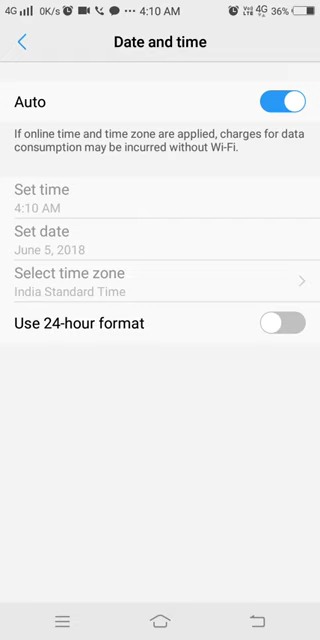 4G 0K/s ··· 4:10 AM VoLTE 4G 36%
Date and time
Auto
If online time and time zone are applied, charges for data
consumption may be incurred without Wi-Fi.
Set time
4:10 AM
Set date
June 5, 2018
Select time zone
India Standard Time
Use 24-hour format